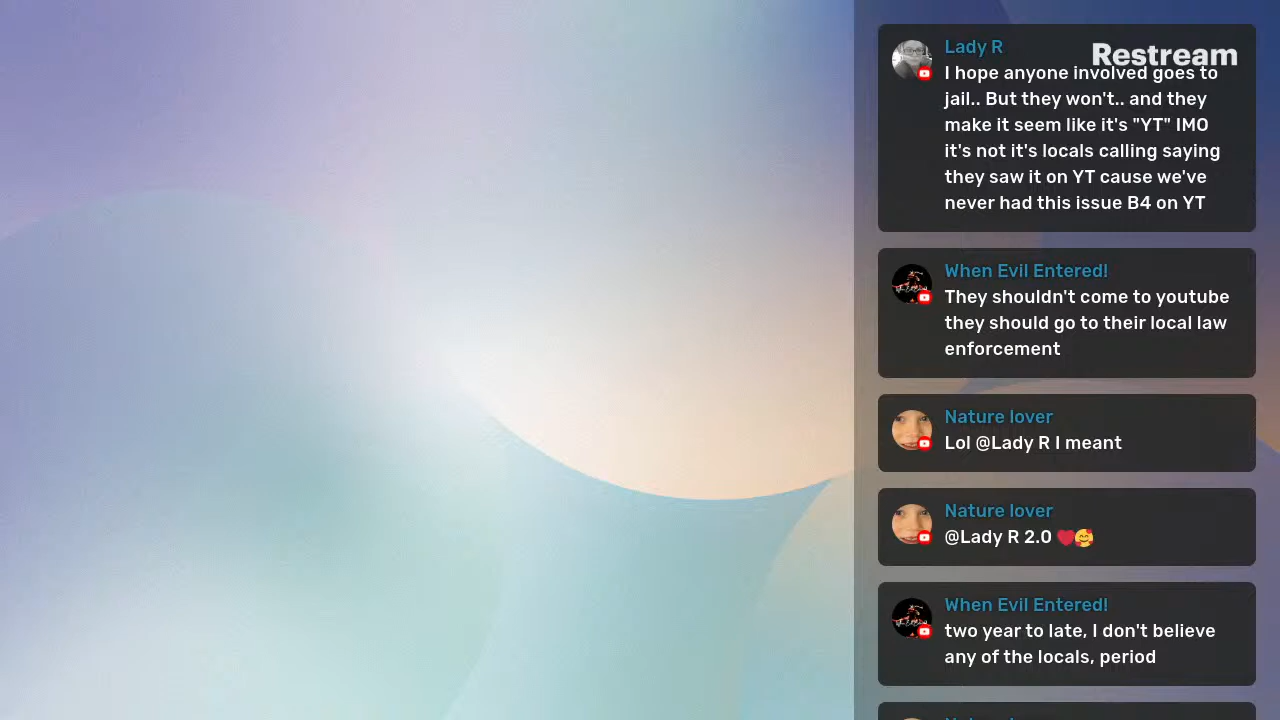 Lady R
Restream
I hope anyone involved goes to
jail.. But they won't.. and they
make it seem like it's "YT" IMO
it's not it's locals calling saying
they saw it on YT cause we've
never had this issue B4 on YT
When Evil Entered!
They shouldn't come to youtube
they should go to their local law
enforcement
Nature lover
Lol @Lady R I meant
Nature lover
@Lady R 2.0 ❤️🥰
When Evil Entered!
two year to late, I don't believe
any of the locals, period